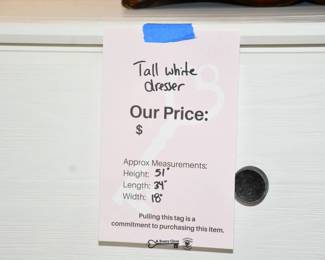 Tall white
dresser
Our Price:
$
Approx Measurements:
Height: 51"
Length: 34"
Width: 18"
Pulling this tag is a
commitment to purchasing this item.